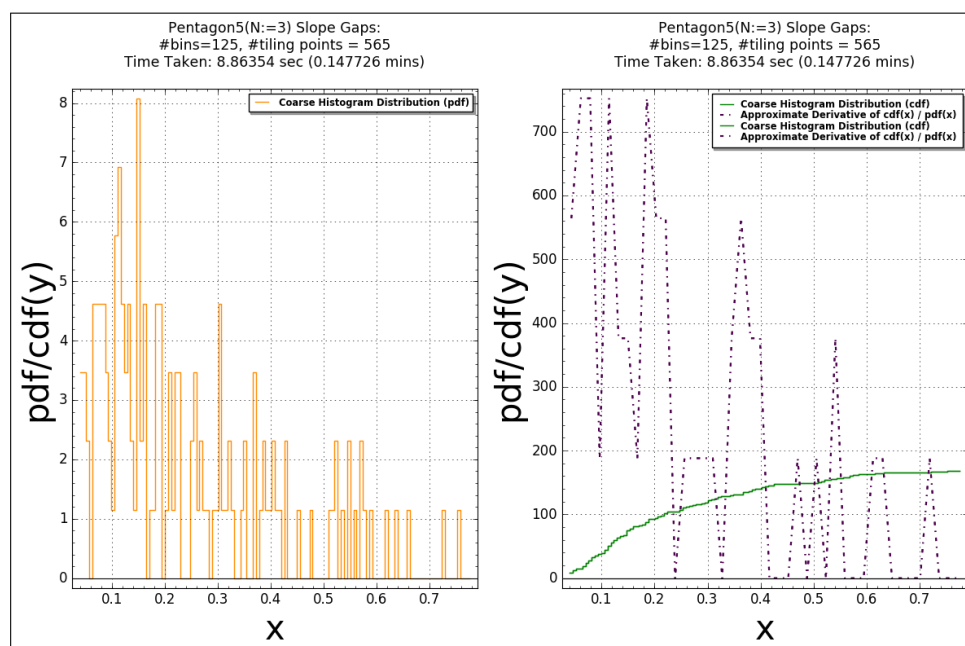 Pentagon5(N:=3) Slope Gaps:
#bins=125, #tiling points = 565
Time Taken: 8.86354 sec (0.147726 mins)
Coarse Histogram Distribution (pdf)
8
7
6
5
4
3
2
1
0
pdf/cdf(y)
0.1 0.2 0.3 0.4 0.5 0.6 0.7
x
Pentagon5(N:=3) Slope Gaps:
#bins=125, #tiling points = 565
Time Taken: 8.86354 sec (0.147726 mins)
Coarse Histogram Distribution (cdf)
Approximate Derivative of cdf(x) / pdf(x)
Coarse Histogram Distribution (cdf)
Approximate Derivative of cdf(x) / pdf(x)
700
600
500
400
300
200
100
0
pdf/cdf(y)
0.1 0.2 0.3 0.4 0.5 0.6 0.7
x